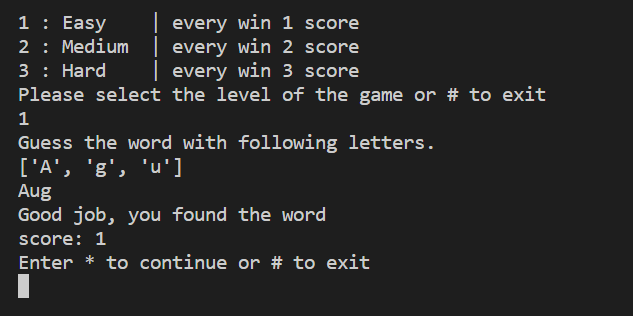 1 : Easy    | every win 1 score
2 : Medium  | every win 2 score
3 : Hard    | every win 3 score
Please select the level of the game or # to exit
1
Guess the word with following letters.
['A', 'g', 'u']
Aug
Good job, you found the word
score: 1
Enter * to continue or # to exit